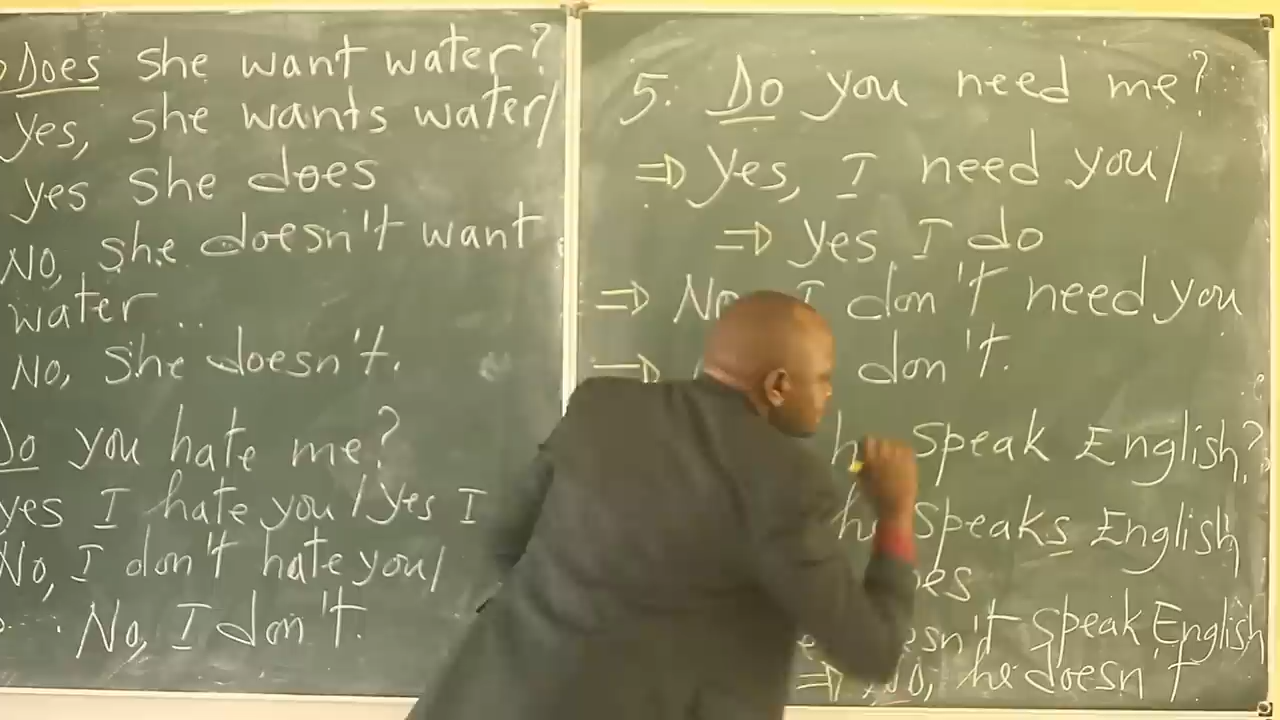 Does she want water?
Yes, she wants water/
yes she does
No, she doesn't want
water
No, She doesn't.
Do you hate me?
yes I hate you / Yes I
No, I don't hate you/
No, I don't.
5. Do you need me?
⇒ Yes, I need you/
⇒ yes I do
⇒ No I don't need you
don't.
Speak English?
he speaks English
doesn't speak English
⇒ No, he doesn't